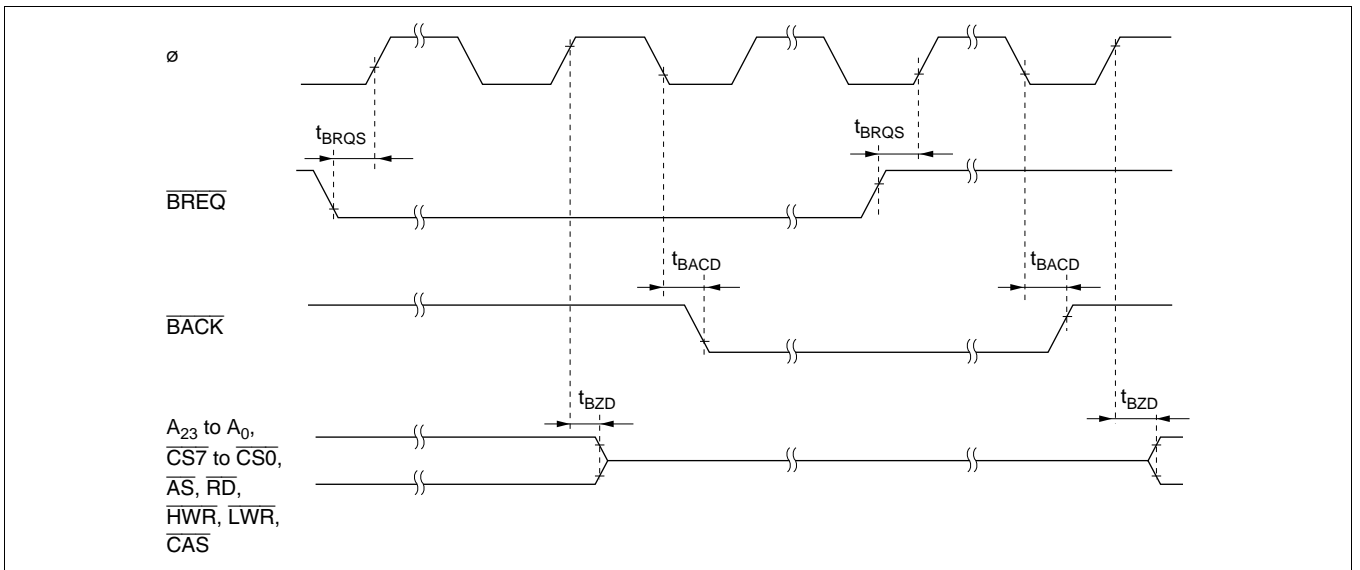 ø
tBRQS
tBRQS
BREQ
tBACD
tBACD
BACK
tBZD
tBZD
A23 to A0,
CS7 to CS0,
AS, RD,
HWR, LWR,
CAS